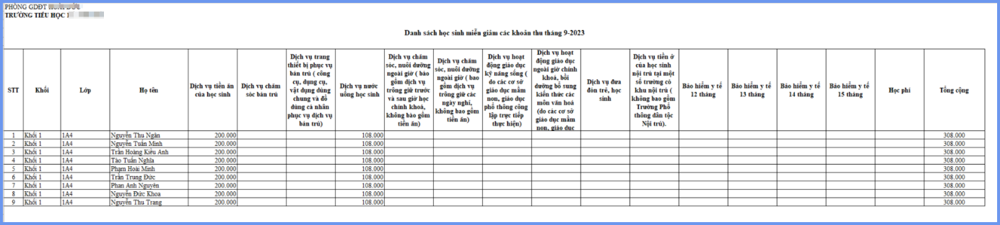 PHÒNG GDĐT
TRƯỜNG TIỂU HỌC
Danh sách học sinh miễn giảm các khoản thu tháng 9-2023
STT
Khối
Lớp
Họ tên
Dịch vụ tiền ăn
của học sinh
Dịch vụ chăm
sóc bán trú
Dịch vụ trang
thiết bị phục vụ
bán trú ( công
cụ, dụng cụ,
vật dụng dùng
chung và đồ
dùng cá nhân
phục vụ dịch vụ
bán trú)
Dịch vụ nước
uống học sinh
Dịch vụ chăm
sóc, nuôi dưỡng
ngoài giờ ( bảo
gồm dịch vụ
trông giữ trước
và sau giờ học
chính khoá,
không bào gồm
tiền ăn)
Dịch vụ chăm
sóc, nuôi dưỡng
ngoài giờ ( bao
gồm dịch vụ
trông giữ các
ngày nghỉ,
không bao gồm
tiền ăn)
Dịch vụ hoạt
động giáo dục
kỹ năng sống (
do các cơ sở
giáo dục mầm
non, giáo dục
phổ thông công
lập trực tiếp
thực hiện)
Dịch vụ hoạt
động giáo dục
ngoài giờ chính
khoá, bồi
dưỡng bổ sung
kiến thức các
môn văn hoá
(do các cơ sở
giáo dục mầm
non, giáo dục
Dịch vụ đưa
đón trẻ, học
sinh
Dịch vụ tiền ở
của học sinh
nội trú tại một
số trường có
khu nội trú (
không bao gồm
Trường Phổ
thông dân tộc
Nội trú).
Bảo hiểm y tế
12 tháng
Bảo hiểm y tế
13 tháng
Bảo hiểm y tế
14 tháng
Bảo hiểm y tế
15 tháng
Học phí
Tổng cộng
1 Khối 1 1A4 Nguyễn Thu Ngân 200.000 108.000 308.000
2 Khối 1 1A4 Nguyễn Tuấn Minh 200.000 108.000 308.000
3 Khối 1 1A4 Trần Hoàng Kiều Anh 200.000 108.000 308.000
4 Khối 1 1A4 Tào Tuấn Nghĩa 200.000 108.000 308.000
5 Khối 1 1A4 Phạm Hoài Minh 200.000 108.000 308.000
6 Khối 1 1A4 Trần Trung Đức 200.000 108.000 308.000
7 Khối 1 1A4 Phan Anh Nguyên 200.000 108.000 308.000
8 Khối 1 1A4 Nguyễn Đức Khoa 200.000 108.000 308.000
9 Khối 1 1A4 Nguyễn Thu Trang 200.000 108.000 308.000